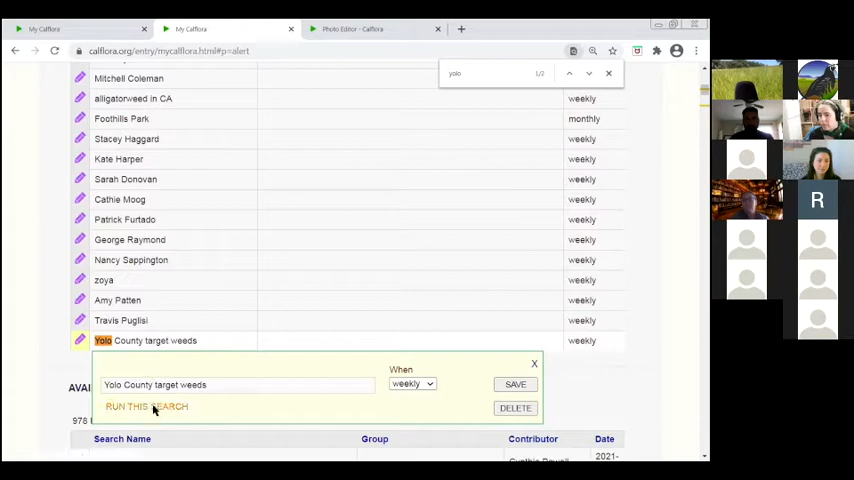 My Calflora
My Calflora
Photo Editor - Calflora
calflora.org/entry/mycalflora.html#p=alert
yolo 1/2
Mitchell Coleman
alligatorweed in CA weekly
Foothills Park monthly
Stacey Haggard weekly
Kate Harper weekly
Sarah Donovan weekly
Cathie Moog weekly
Patrick Furtado weekly
George Raymond weekly
Nancy Sappington weekly
zoya weekly
Amy Patten weekly
Travis Puglisi weekly
Yolo County target weeds weekly
X
When
Yolo County target weeds weekly SAVE
RUN THIS SEARCH DELETE
AVAI
978
Search Name Group Contributor Date
Cynthia Powell 2021-
R